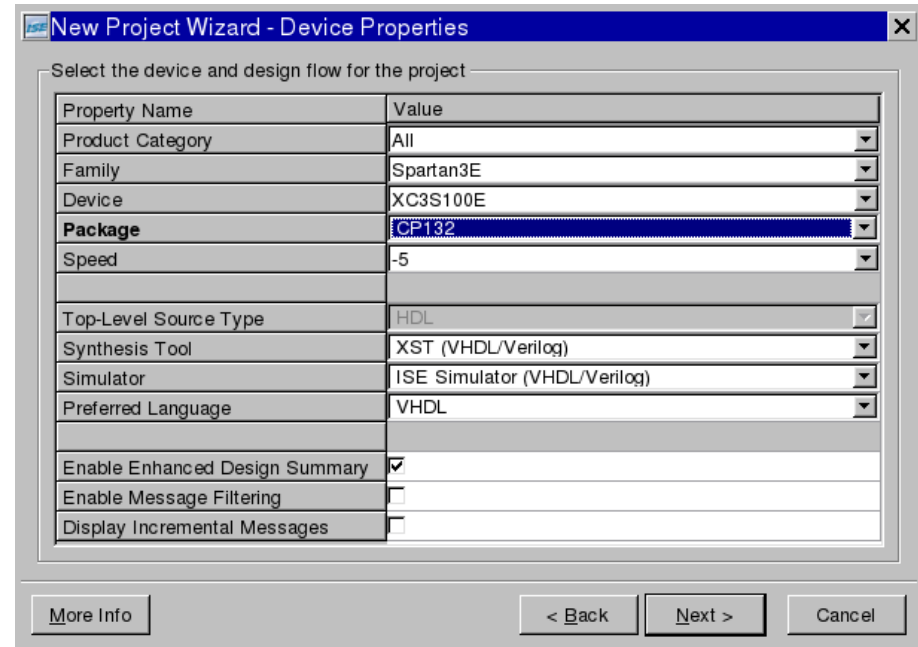 ISE New Project Wizard - Device Properties
Select the device and design flow for the project
Property Name Value
Product Category All
Family Spartan3E
Device XC3S100E
Package CP132
Speed -5
Top-Level Source Type HDL
Synthesis Tool XST (VHDL/Verilog)
Simulator ISE Simulator (VHDL/Verilog)
Preferred Language VHDL
Enable Enhanced Design Summary
Enable Message Filtering
Display Incremental Messages
More Info < Back Next > Cancel